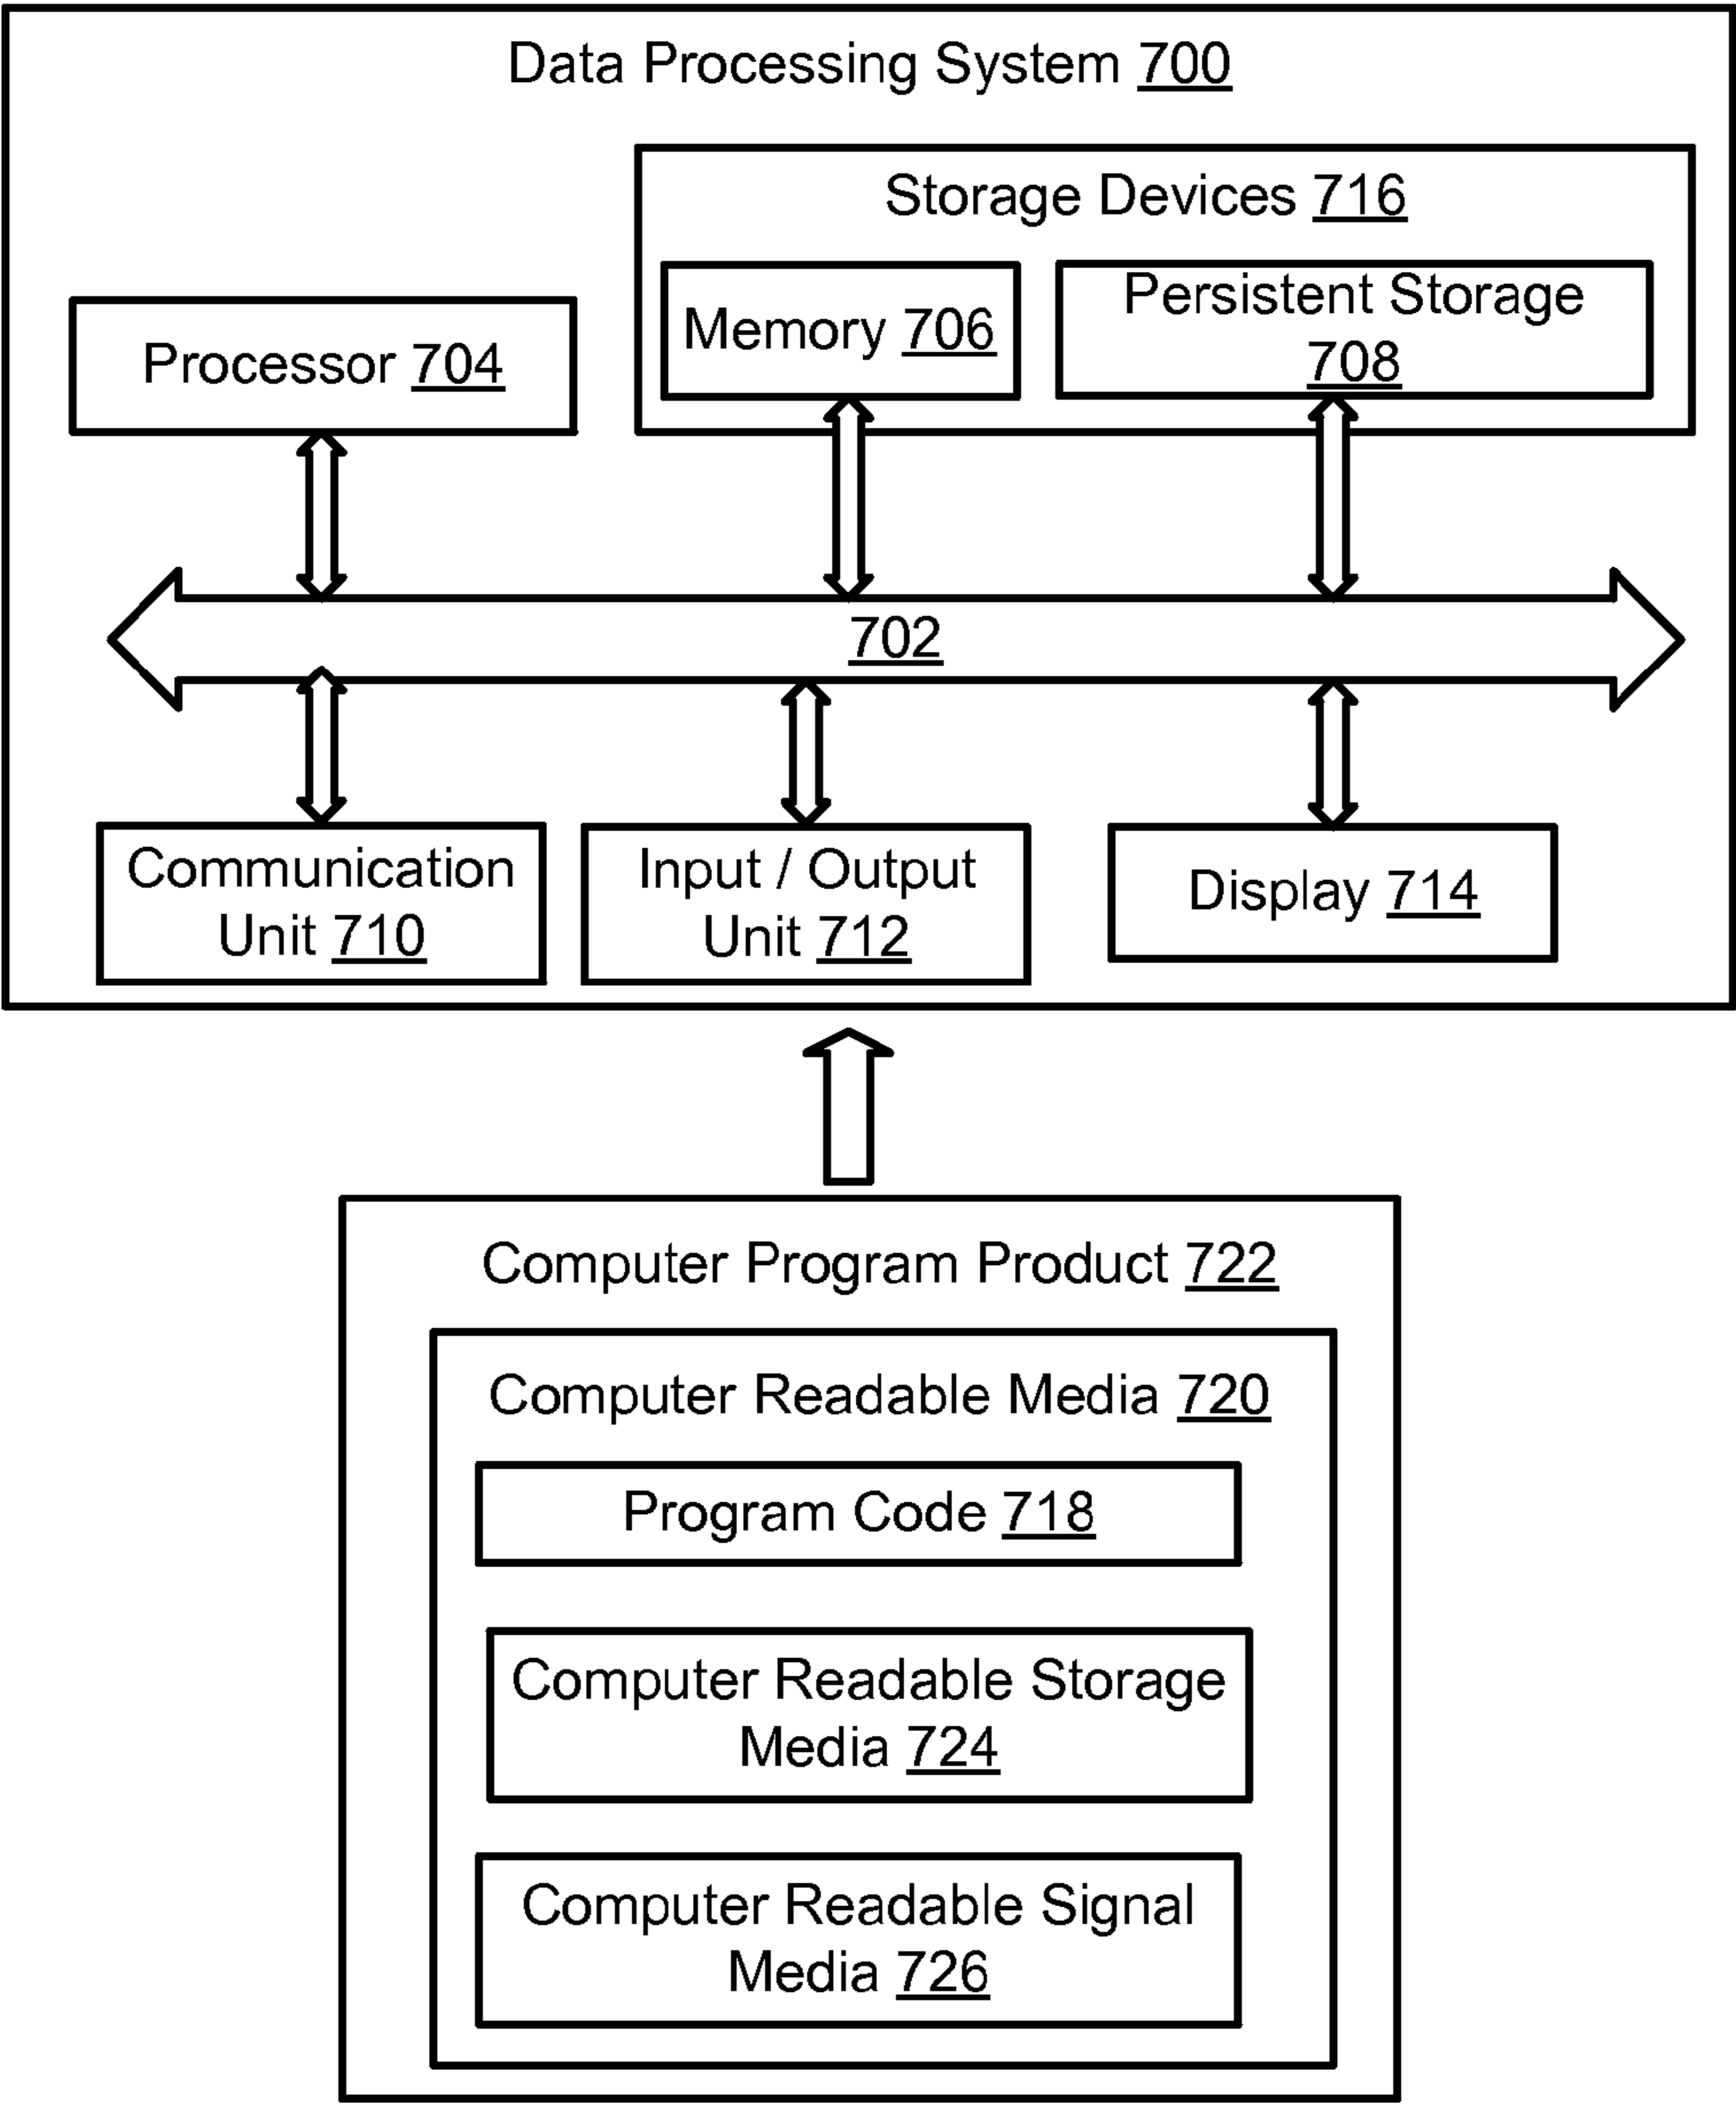 Data Processing System 700
Storage Devices 716
Memory 706
Persistent Storage
708
Processor 704
702
Communication
Unit 710
Input / Output
Unit 712
Display 714
Computer Program Product 722
Computer Readable Media 720
Program Code 718
Computer Readable Storage
Media 724
Computer Readable Signal
Media 726